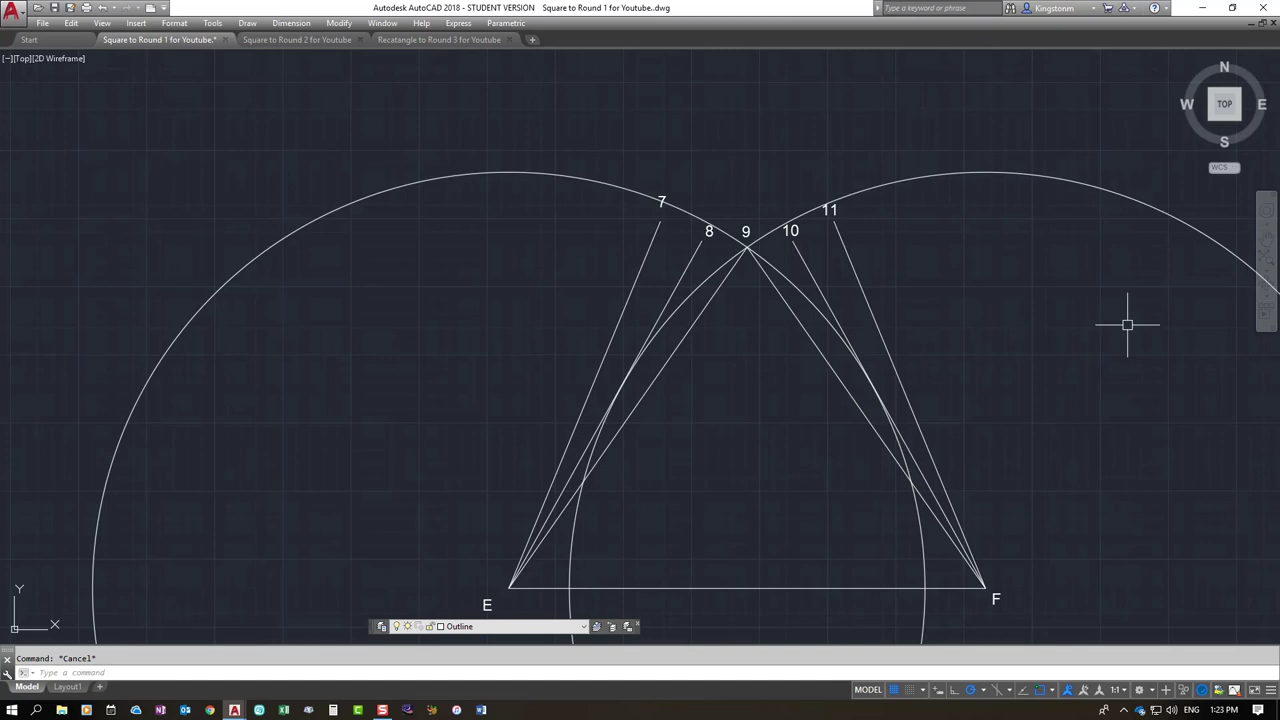 Autodesk AutoCAD 2018 - STUDENT VERSION Square to Round 1 for Youtube..dwg
Type a keyword or phrase
Kingstonm
File Edit View Insert Format Tools Draw Dimension Modify Window Help Express Parametric
Start Square to Round 1 for Youtube.* Square to Round 2 for Youtube Recatangle to Round 3 for Youtube
[−][Top][2D Wireframe]
N
W TOP E
S
WCS
7
11
8 9 10
Y
X
E
F
Outline
Command: *Cancel*
Type a command
Model Layout1
MODEL
1:1
ENG 1:23 PM